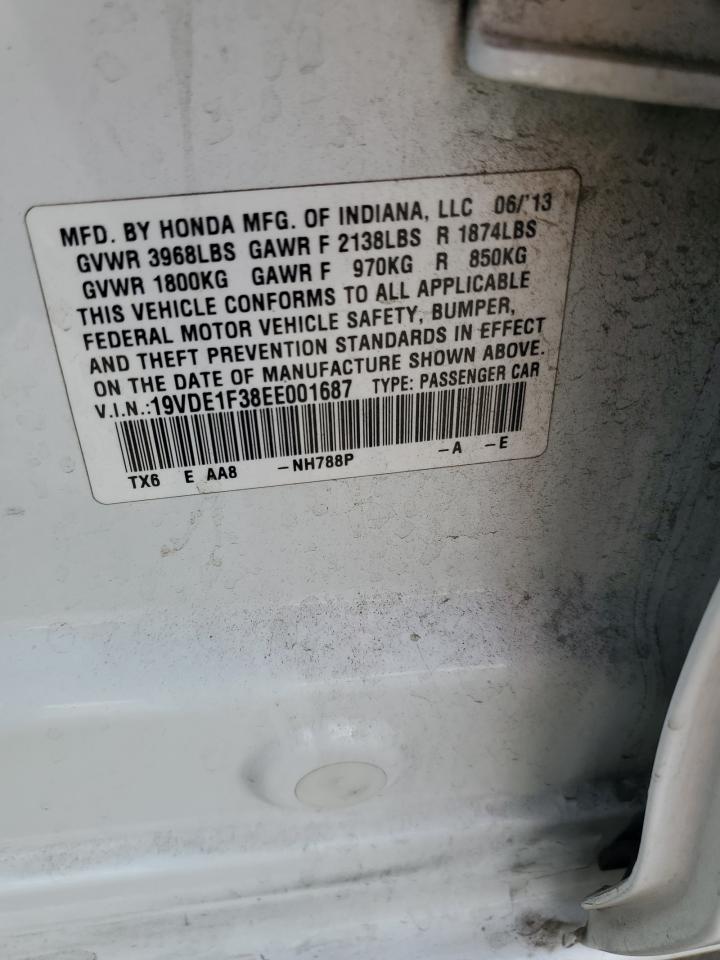 MFD. BY HONDA MFG. OF INDIANA, LLC 06/'13
GVWR 3968LBS GAWR F 2138LBS R 1874LBS
GVWR 1800KG GAWR F 970KG R 850KG
THIS VEHICLE CONFORMS TO ALL APPLICABLE
FEDERAL MOTOR VEHICLE SAFETY, BUMPER,
AND THEFT PREVENTION STANDARDS IN EFFECT
ON THE DATE OF MANUFACTURE SHOWN ABOVE.
V.I.N.:19VDE1F38EE001687 TYPE: PASSENGER CAR
TX6 E AA8 -NH788P -A -E